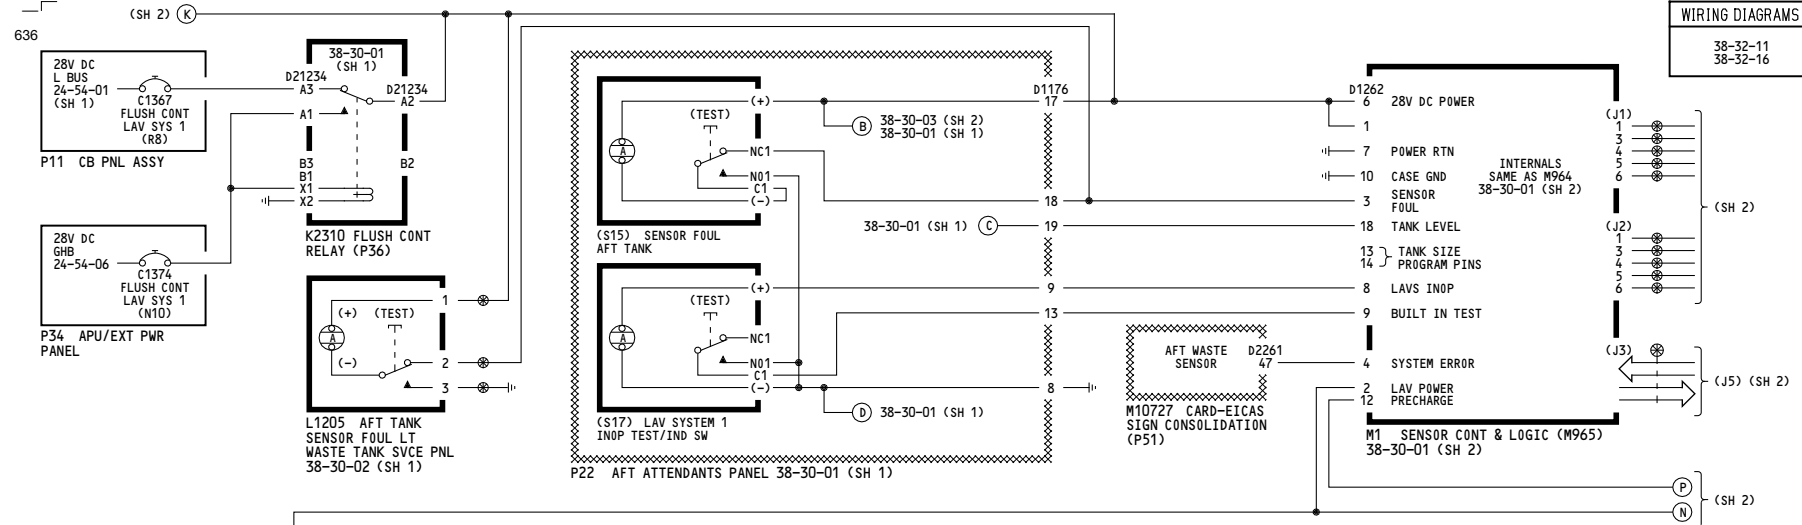 (SH 2) K
636
WIRING DIAGRAMS
38-32-11
38-32-16
28V DC
L BUS
24-54-01
(SH 1)
C1367
FLUSH CONT
LAV SYS 1
(R8)
P11 CB PNL ASSY
28V DC
GHB
24-54-06
C1374
FLUSH CONT
LAV SYS 1
(N10)
P34 APU/EXT PWR
PANEL
38-30-01
(SH 1)
D21234
A3
D21234
A2
A1
B3
B2
B1
X1
X2
K2310 FLUSH CONT
RELAY (P36)
1
(+)
(TEST)
A
(-)
2
3
L1205 AFT TANK
SENSOR FOUL LT
WASTE TANK SVCE PNL
38-30-02 (SH 1)
(+)
(TEST)
A
NC1
NO1
C1
(-)
(S15) SENSOR FOUL
AFT TANK
B 38-30-03 (SH 2)
38-30-01 (SH 1)
38-30-01 (SH 1) C
(+)
(TEST)
A
NC1
NO1
C1
(-)
(S17) LAV SYSTEM 1
INOP TEST/IND SW
D 38-30-01 (SH 1)
P22 AFT ATTENDANTS PANEL 38-30-01 (SH 1)
D1176
17
18
19
9
13
8
AFT WASTE
SENSOR
D2261
47
M10727 CARD-EICAS
SIGN CONSOLIDATION
(P51)
D1262
6 28V DC POWER
1
7 POWER RTN
10 CASE GND
3 SENSOR
FOUL
18 TANK LEVEL
13 TANK SIZE
14 PROGRAM PINS
8 LAVS INOP
9 BUILT IN TEST
4 SYSTEM ERROR
2 LAV POWER
12 PRECHARGE
INTERNALS
SAME AS M964
38-30-01 (SH 2)
(J1)
1
3
4
5
6
(J2)
1
3
4
5
6
(SH 2)
(J3)
(J5) (SH 2)
M1 SENSOR CONT & LOGIC (M965)
38-30-01 (SH 2)
P
N
(SH 2)